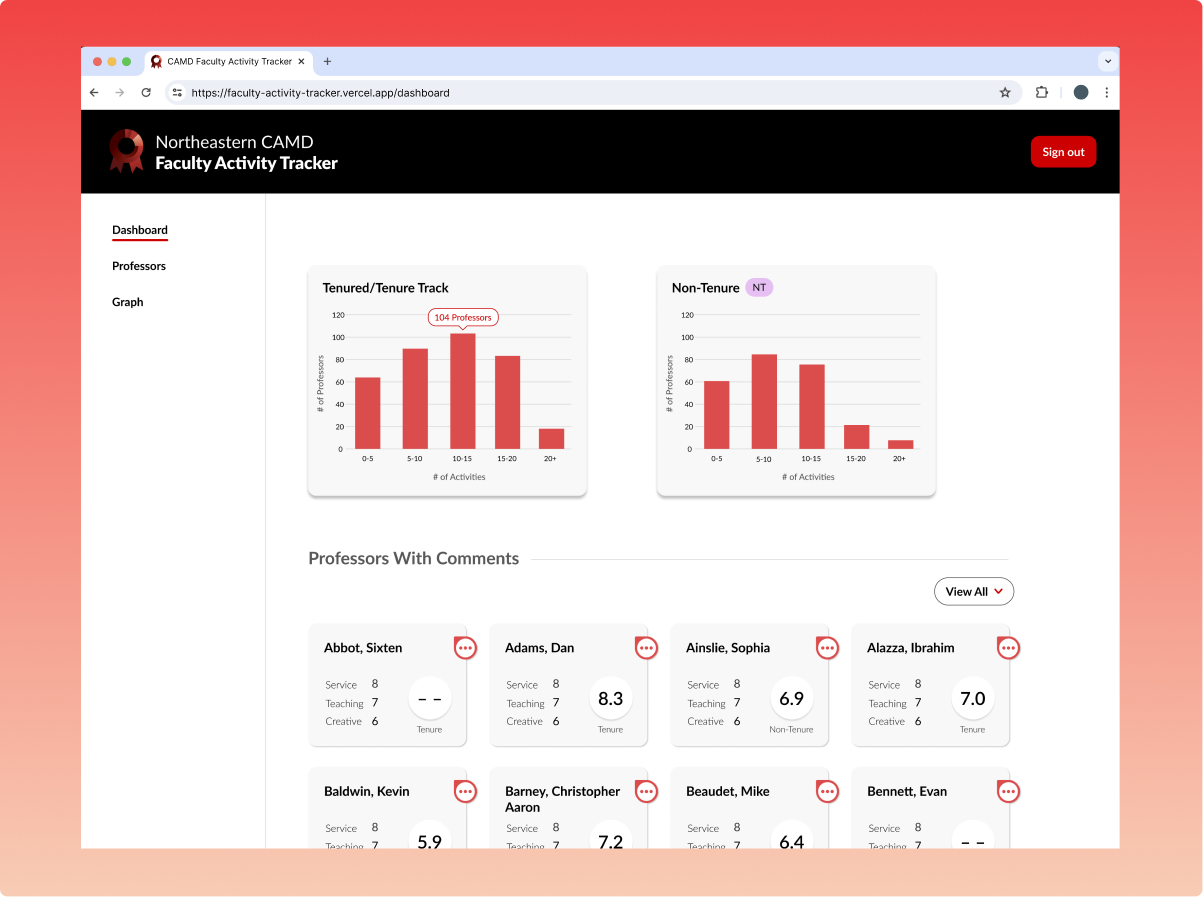 CAMD Faculty Activity Tracker
https://faculty-activity-tracker.vercel.app/dashboard
Northeastern CAMD
Faculty Activity Tracker
Sign out
Dashboard
Professors
Graph
Tenured/Tenure Track
104 Professors
120
100
80
60
40
20
0
# of Professors
0-5 5-10 10-15 15-20 20+
# of Activities
Non-Tenure NT
120
100
80
60
40
20
0
# of Professors
0-5 5-10 10-15 15-20 20+
# of Activities
Professors With Comments
View All
Abbot, Sixten
Service 8
Teaching 7
Creative 6
– –
Tenure
Adams, Dan
Service 8
Teaching 7
Creative 6
8.3
Tenure
Ainslie, Sophia
Service 8
Teaching 7
Creative 6
6.9
Non-Tenure
Alazza, Ibrahim
Service 8
Teaching 7
Creative 6
7.0
Tenure
Baldwin, Kevin
Service 8
Teaching 7
5.9
Barney, Christopher
Aaron
Service 8
Teaching 7
7.2
Beaudet, Mike
Service 8
Teaching 7
6.4
Bennett, Evan
Service 8
Teaching 7
– –